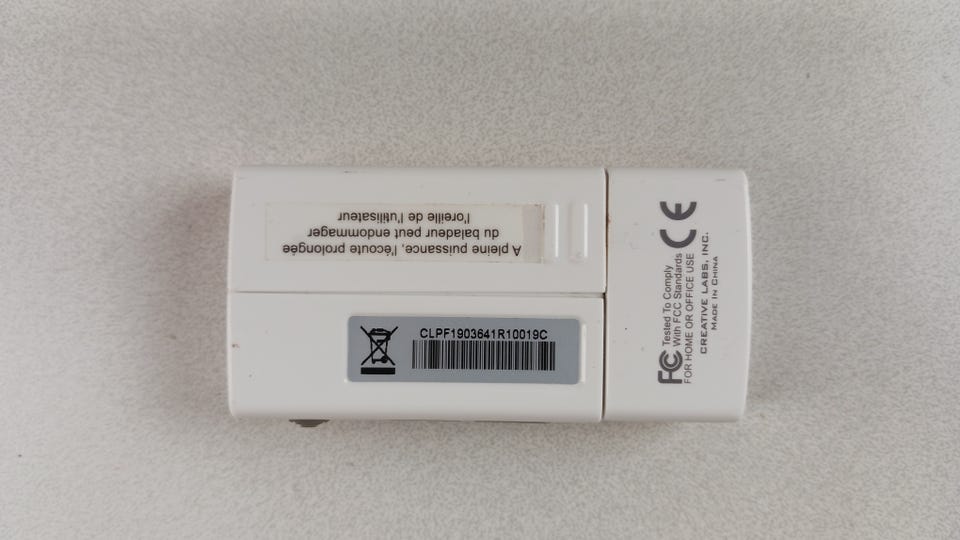 A pleine puissance, l'écoute prolongée
du baladeur peut endommager
l'oreille de l'utilisateur
CLPF1903641R10019C
FC Tested To Comply
With FCC Standards
FOR HOME OR OFFICE USE
CE
CREATIVE LABS, INC.
MADE IN CHINA